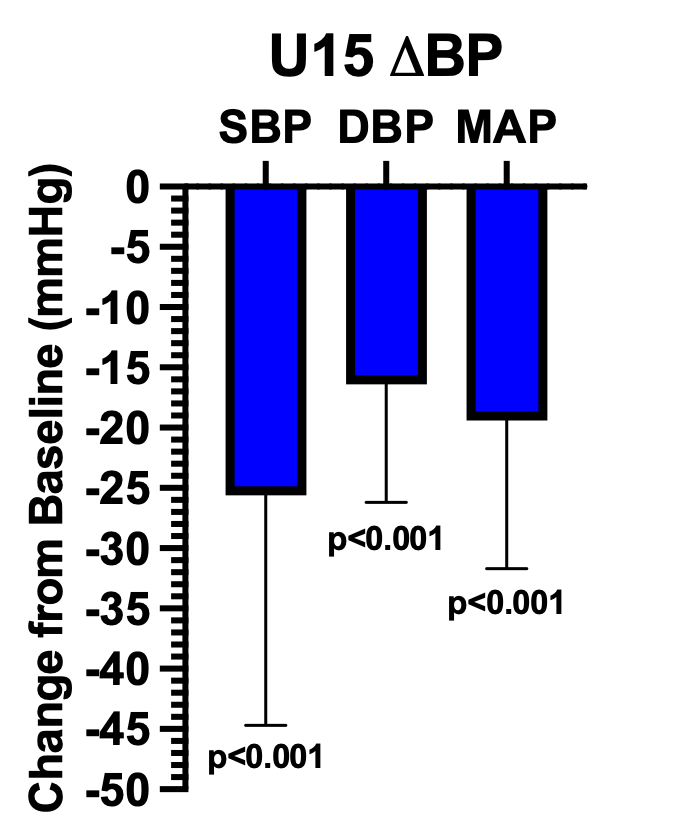 U15 ΔBP
SBP DBP MAP
Change from Baseline (mmHg)
0
-5
-10
-15
-20
-25
-30
-35
-40
-45
-50
p<0.001
p<0.001
p<0.001